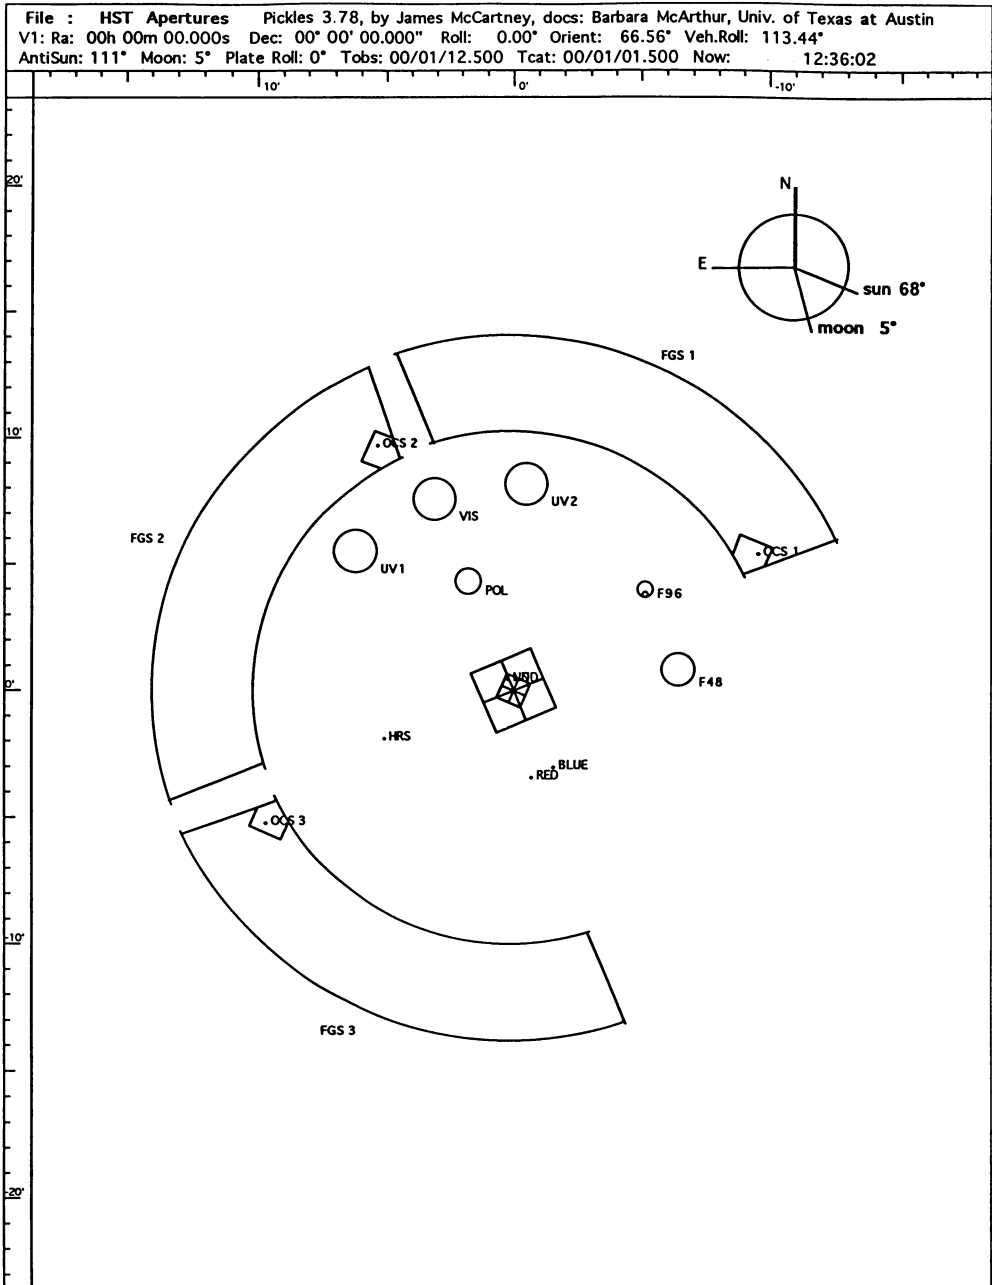 File : HST Apertures Pickles 3.78, by James McCartney, docs: Barbara McArthur, Univ. of Texas at Austin
V1: Ra: 00h 00m 00.000s Dec: 00° 00' 00.000" Roll: 0.00° Orient: 66.56° Veh.Roll: 113.44°
AntiSun: 111° Moon: 5° Plate Roll: 0° Tobs: 00/01/12.500 Tcat: 00/01/01.500 Now: 12:36:02
10' 0' -10'
20'
N
E
sun 68°
moon 5°
FGS 1
10'
OCS 2
VIS
UV2
FGS 2
OCS 1
UV1
POL
F96
0'
F48
HRS
BLUE
RED
OCS 3
-10'
FGS 3
-20'